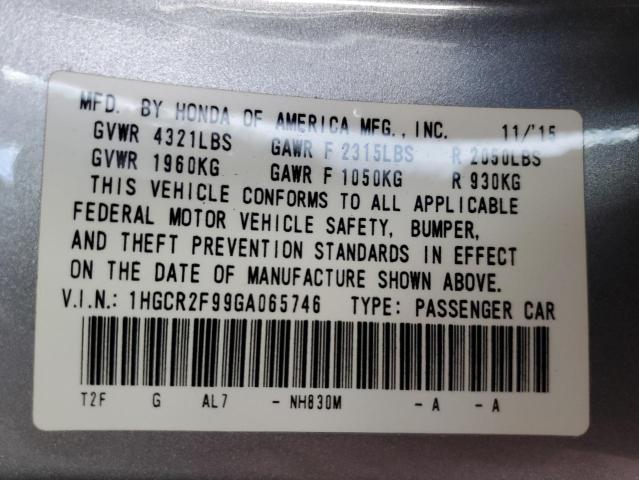 MFD. BY HONDA OF AMERICA MFG., INC. 11/'15
GVWR 4321LBS GAWR F 2315LBS R 2050LBS
GVWR 1960KG GAWR F 1050KG R 930KG
THIS VEHICLE CONFORMS TO ALL APPLICABLE
FEDERAL MOTOR VEHICLE SAFETY, BUMPER,
AND THEFT PREVENTION STANDARDS IN EFFECT
ON THE DATE OF MANUFACTURE SHOWN ABOVE.
V.I.N.: 1HGCR2F99GA065746 TYPE: PASSENGER CAR
T2F G AL7 - NH830M - A - A